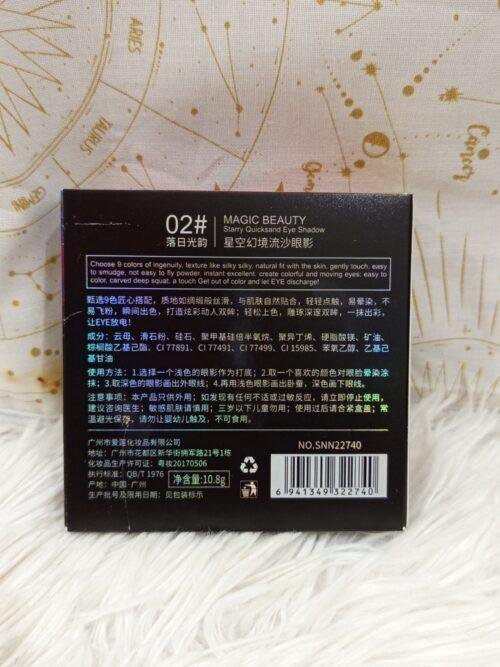 ARIES
TAURUS
GEMINI
Cancer
02#
落日光韵
MAGIC BEAUTY
Starry Quicksand Eye Shadow
星空幻境流沙眼影
Choose 9 colors of ingenuity, texture like silky silky, natural fit with the skin, gently touch. easy
to smudge, not easy to fly powder, instant excellent, create colorful and moving eyes: easy to
color, carved deep squat, a touch Get out of color and let EYE discharge!
甄选9色匠心搭配，质地如绸缎般丝滑，与肌肤自然贴合，轻轻点触，易晕染，不
易飞粉，瞬间出色，打造炫彩动人双眸；轻松上色，雕琢深邃双眸，一抹出彩，
让EYE放电！
成分：云母、滑石粉、硅石、聚甲基硅倍半氧烷、聚异丁烯、硬脂酸镁、矿油、
棕榈酸乙基己酯、CI 77891、CI 77491、CI 77499、CI 15985、苯氧乙醇、乙基己
基甘油
使用方法：1.选择一个浅色的眼影作为打底；2.取一个喜欢的颜色对眼睑晕染涂
抹；3.取深色的眼影画出外眼线；4.再用浅色眼影画出卧蚕，深色画下眼线。
注意事项：本产品只供外用；如发现有任何不适或过敏反应，请立即停止使用，
建议咨询医生；敏感肌肤请慎用；三岁以下儿童勿用；使用过后请合紧盒盖；常
温避光保存。请勿让婴幼儿触及，不可食用。
广州市爱莲化妆品有限公司
地址：广州市花都区新华街拥军路21号1栋
化妆品生产许可证：粤妆20170506
执行标准：QB/T 1976
产地：中国·广州
生产批号及限用日期：见包装标示
净含量:10.8g
NO.SNN22740
6 941349 322740